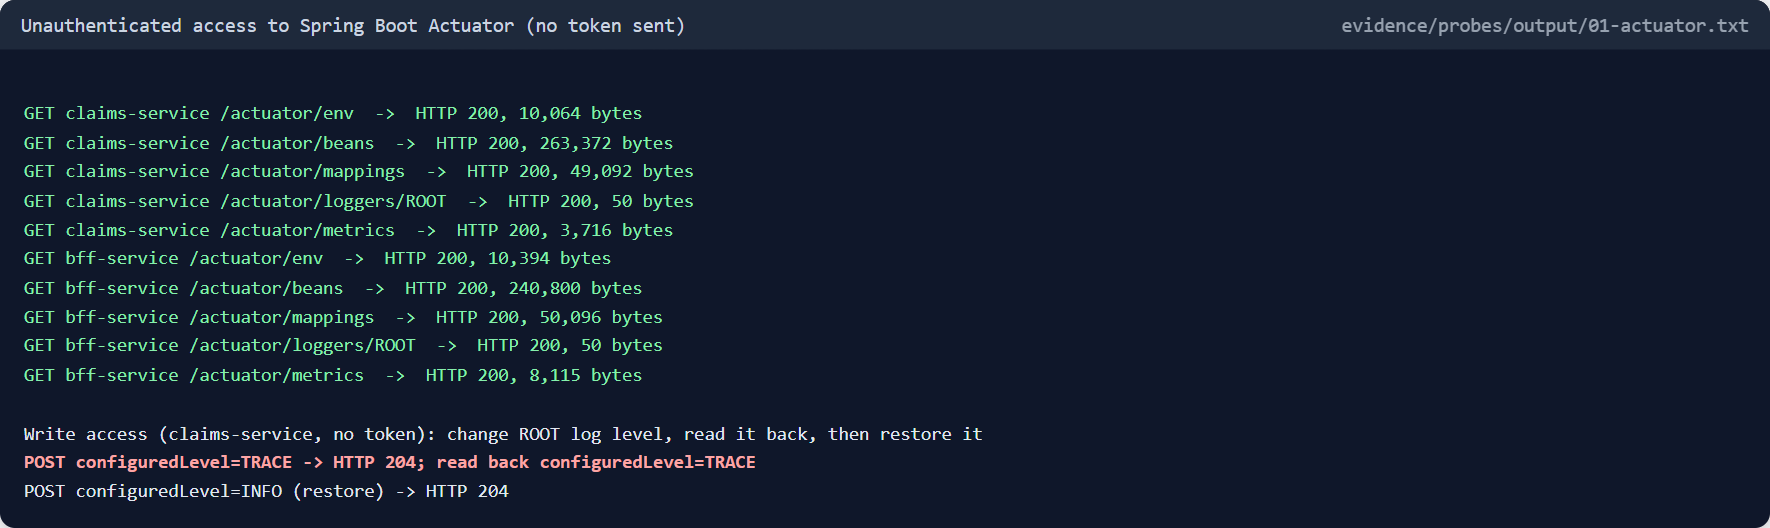 Unauthenticated access to Spring Boot Actuator (no token sent)
evidence/probes/output/01-actuator.txt
GET claims-service /actuator/env -> HTTP 200, 10,064 bytes
GET claims-service /actuator/beans -> HTTP 200, 263,372 bytes
GET claims-service /actuator/mappings -> HTTP 200, 49,092 bytes
GET claims-service /actuator/loggers/ROOT -> HTTP 200, 50 bytes
GET claims-service /actuator/metrics -> HTTP 200, 3,716 bytes
GET bff-service /actuator/env -> HTTP 200, 10,394 bytes
GET bff-service /actuator/beans -> HTTP 200, 240,800 bytes
GET bff-service /actuator/mappings -> HTTP 200, 50,096 bytes
GET bff-service /actuator/loggers/ROOT -> HTTP 200, 50 bytes
GET bff-service /actuator/metrics -> HTTP 200, 8,115 bytes
Write access (claims-service, no token): change ROOT log level, read it back, then restore it
POST configuredLevel=TRACE -> HTTP 204; read back configuredLevel=TRACE
POST configuredLevel=INFO (restore) -> HTTP 204